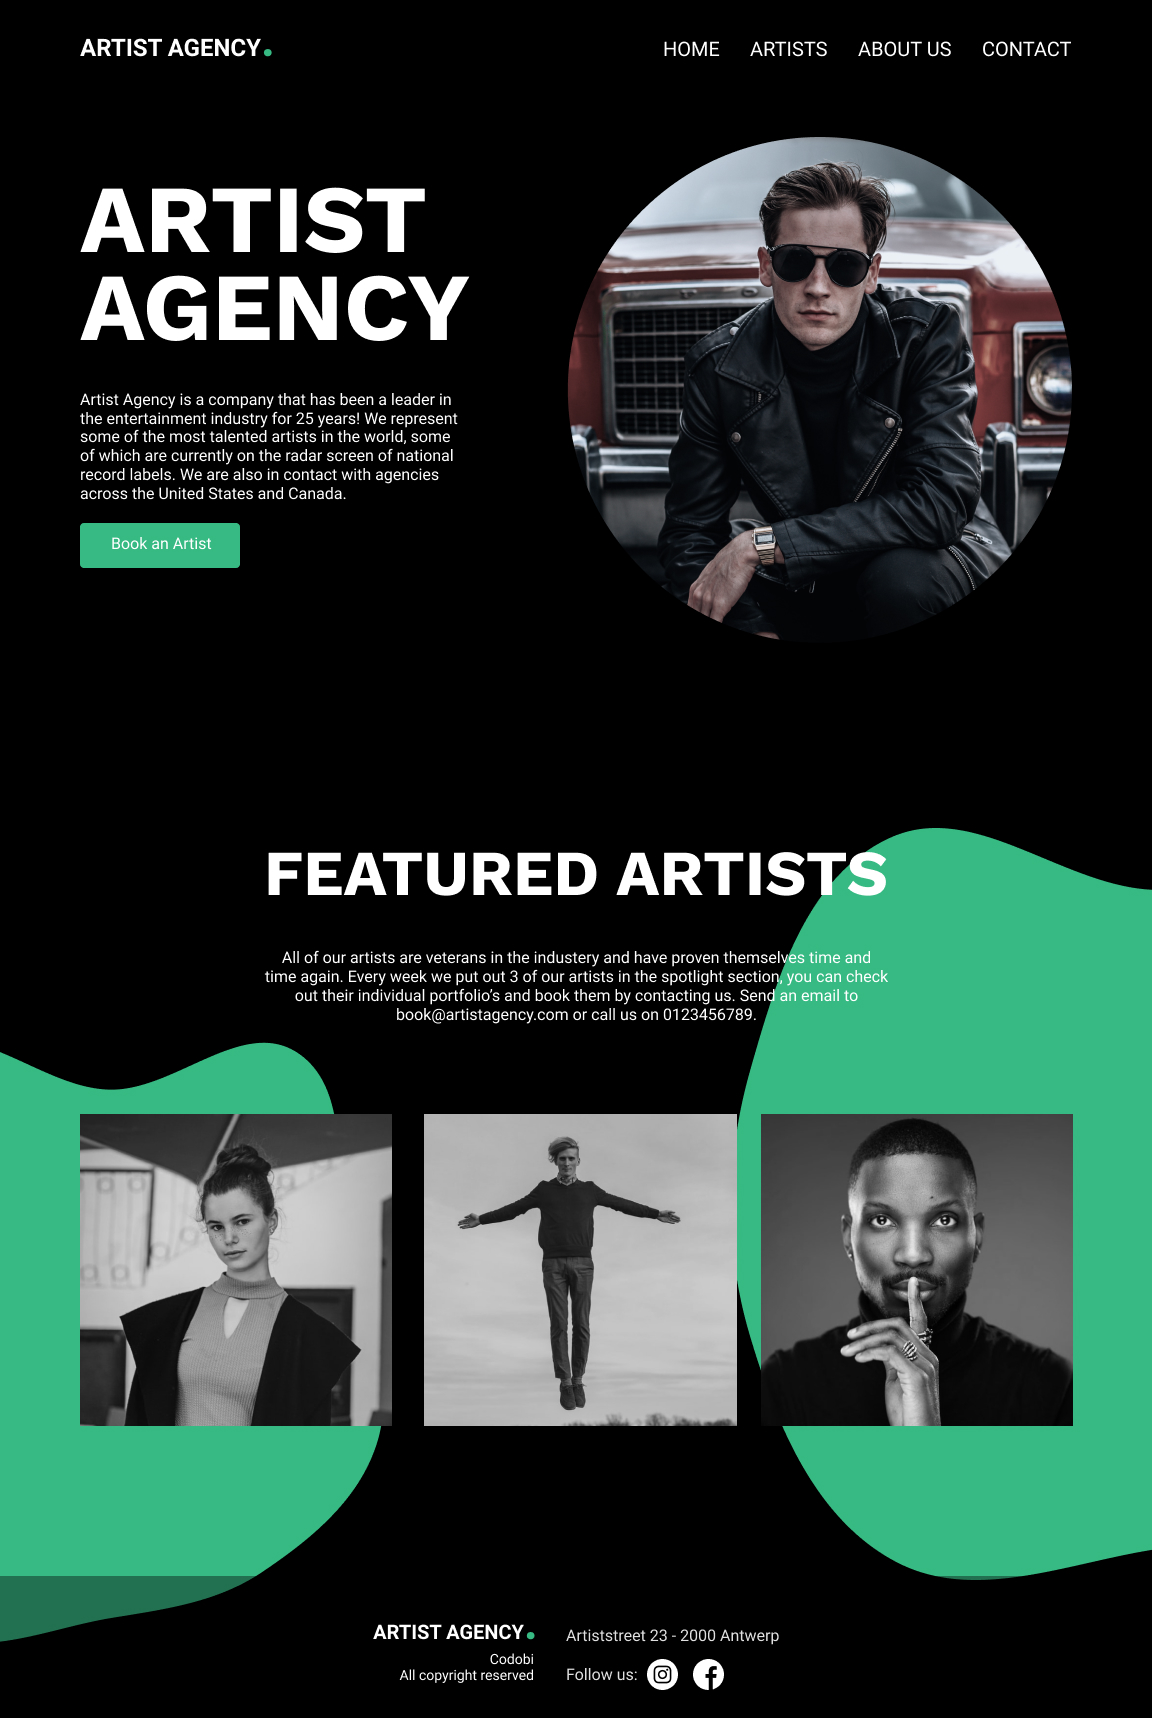 ARTIST AGENCY.
HOME ARTISTS ABOUT US CONTACT
ARTIST
AGENCY
Artist Agency is a company that has been a leader in
the entertainment industry for 25 years! We represent
some of the most talented artists in the world, some
of which are currently on the radar screen of national
record labels. We are also in contact with agencies
across the United States and Canada.
Book an Artist
FEATURED ARTISTS
All of our artists are veterans in the industery and have proven themselves time and
time again. Every week we put out 3 of our artists in the spotlight section, you can check
out their individual portfolio’s and book them by contacting us. Send an email to
book@artistagency.com or call us on 0123456789.
ARTIST AGENCY.
Codobi
All copyright reserved
Artiststreet 23 - 2000 Antwerp
Follow us: